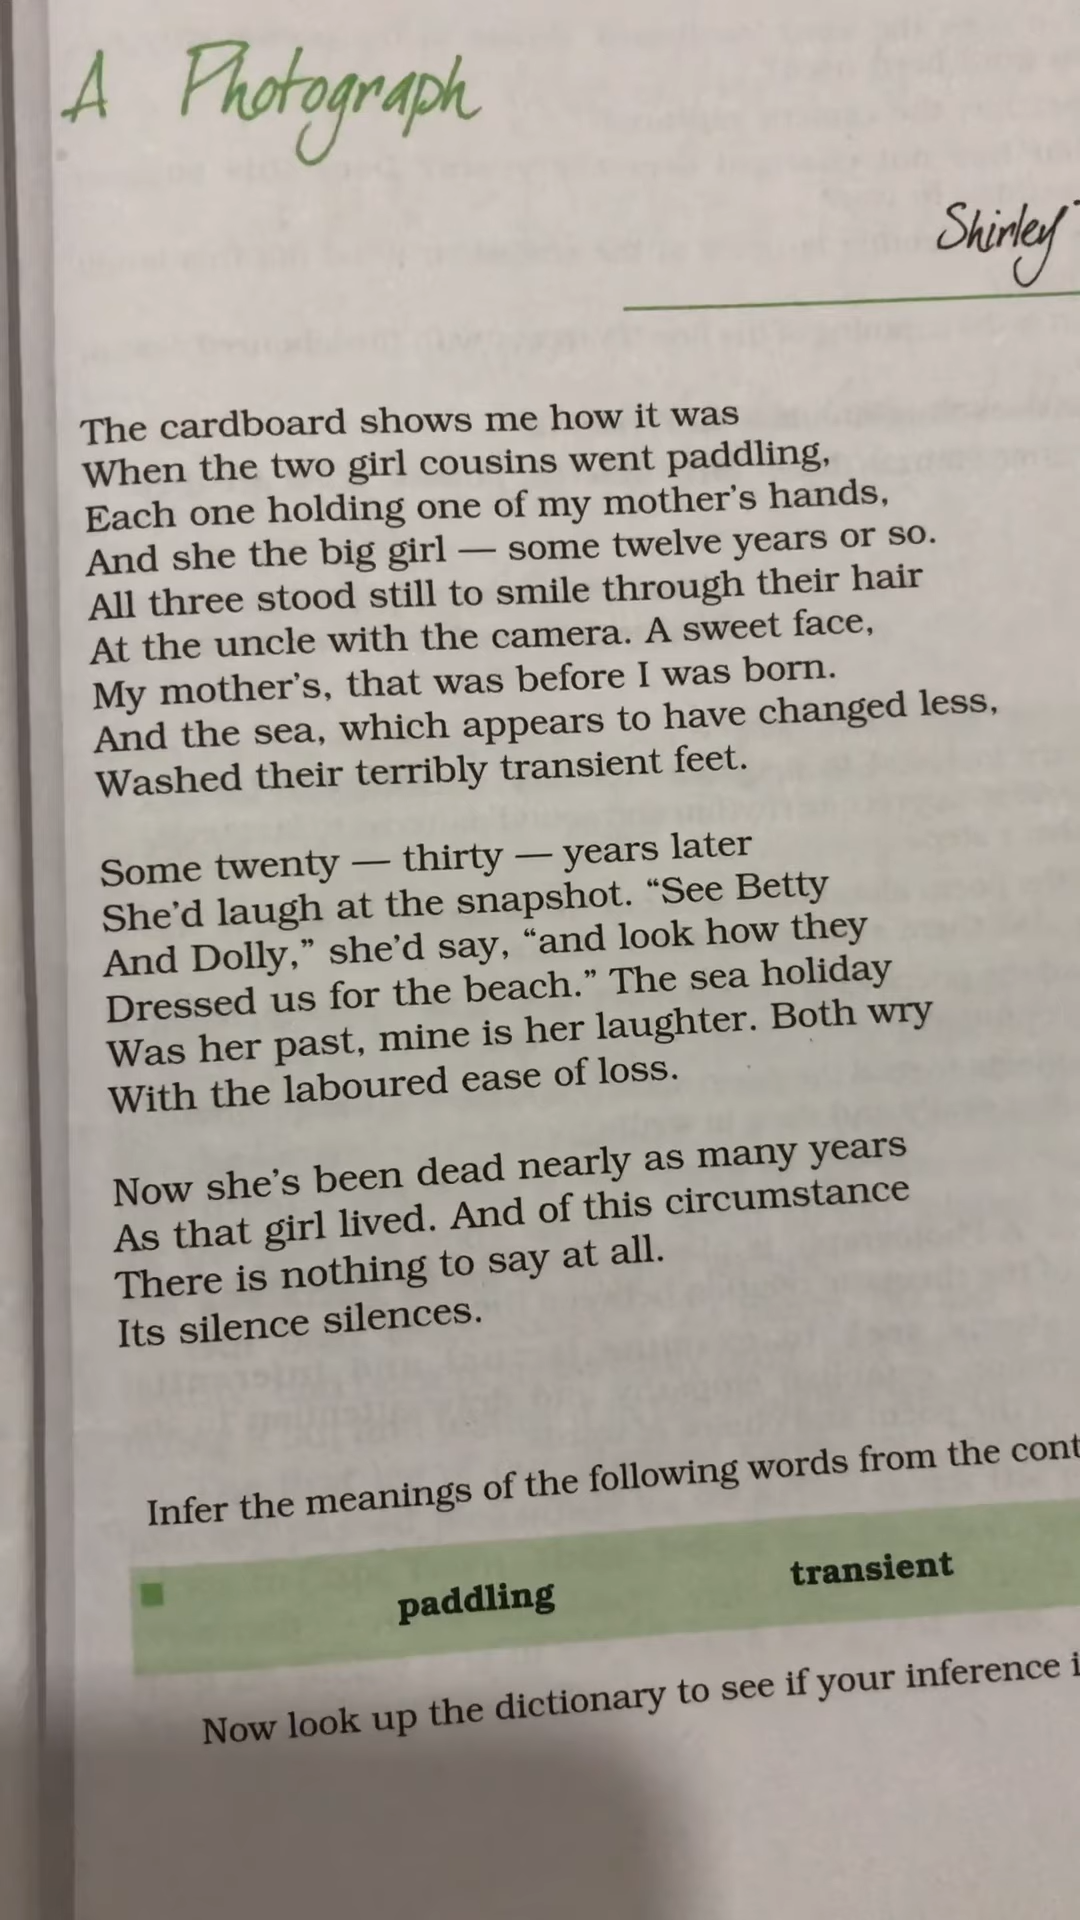 A Photograph
Shirley
The cardboard shows me how it was
When the two girl cousins went paddling,
Each one holding one of my mother's hands,
And she the big girl — some twelve years or so.
All three stood still to smile through their hair
At the uncle with the camera. A sweet face,
My mother's, that was before I was born.
And the sea, which appears to have changed less,
Washed their terribly transient feet.
Some twenty — thirty — years later
She'd laugh at the snapshot. “See Betty
And Dolly,” she'd say, “and look how they
Dressed us for the beach.” The sea holiday
Was her past, mine is her laughter. Both wry
With the laboured ease of loss.
Now she's been dead nearly as many years
As that girl lived. And of this circumstance
There is nothing to say at all.
Its silence silences.
Infer the meanings of the following words from the cont
paddling transient
Now look up the dictionary to see if your inference i